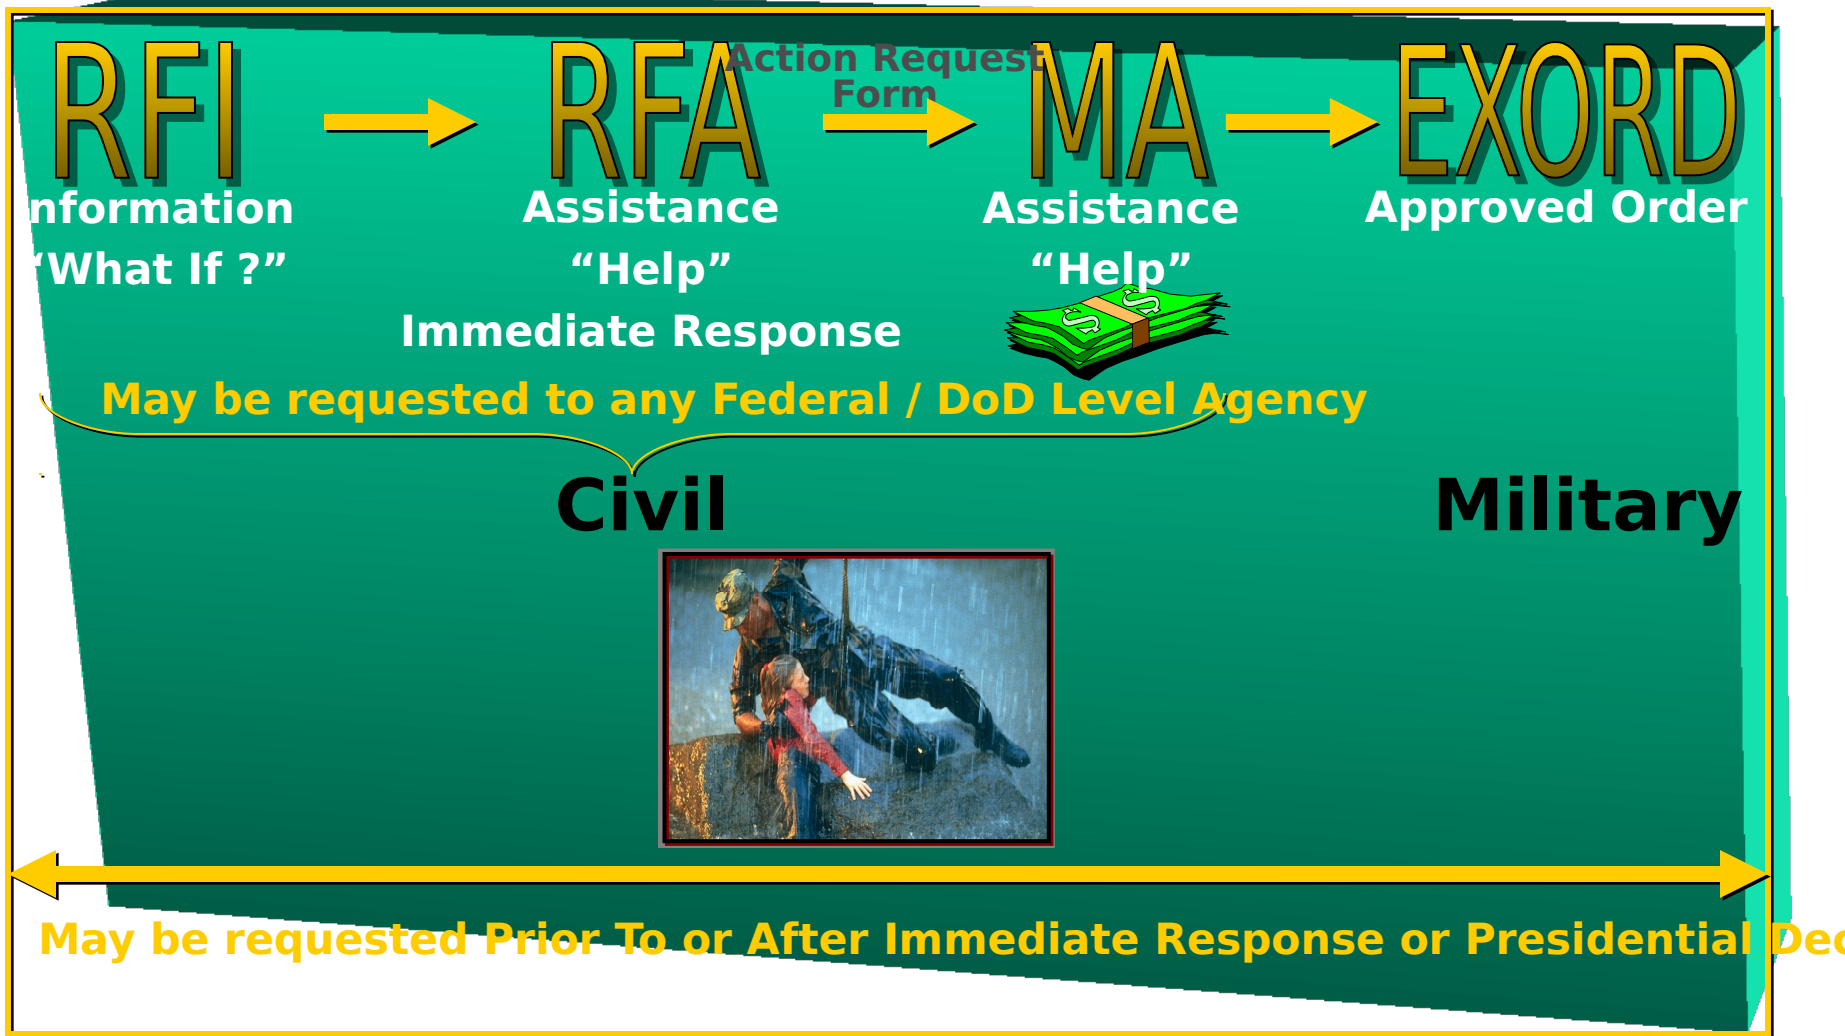 RFI
RFA
Action Request
Form
MA
EXORD
nformation
“What If ?”
Assistance
“Help”
Immediate Response
Assistance
“Help”
$ $
Approved Order
May be requested to any Federal / DoD Level Agency
Civil
Military
May be requested Prior To or After Immediate Response or Presidential Dec